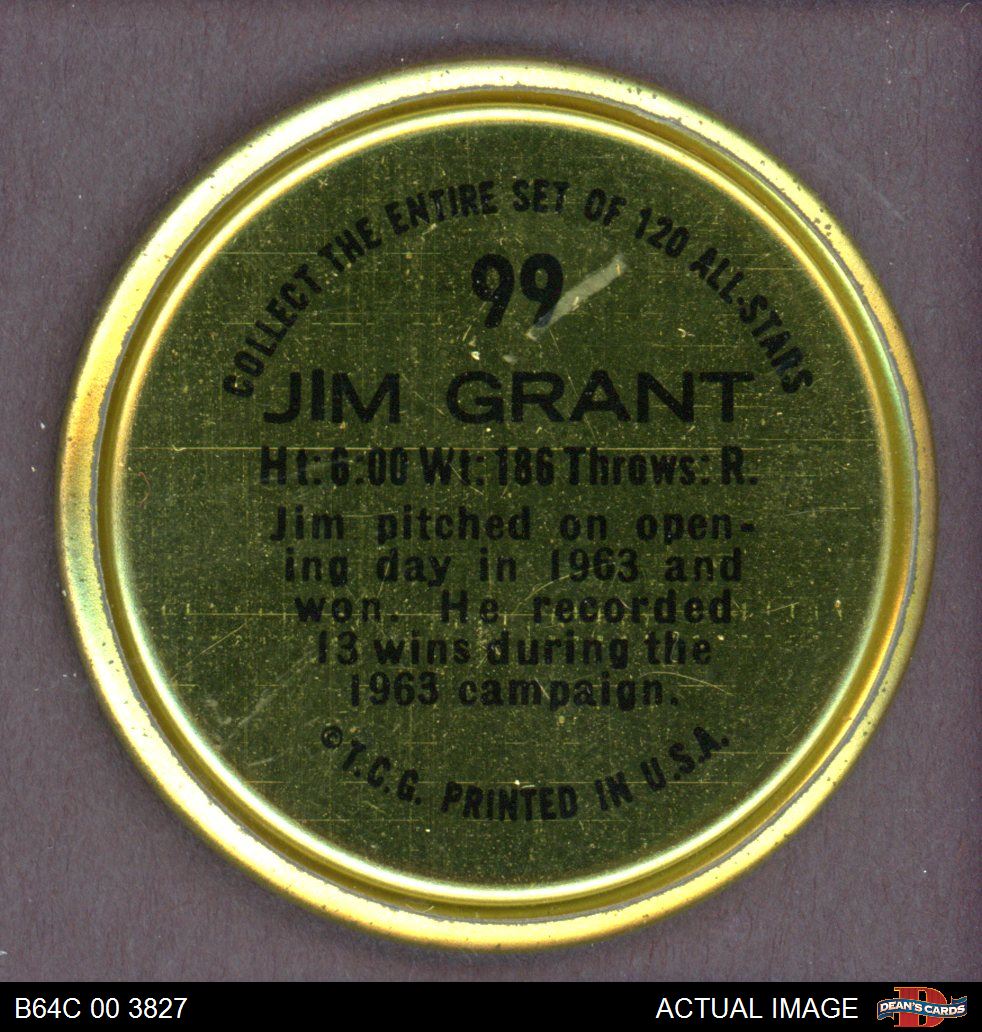 COLLECT THE ENTIRE SET OF 120 ALL-STARS
99
JIM GRANT
Ht: 6:00 Wt: 186 Throws: R.
Jim pitched on open-
ing day in 1963 and
won. He recorded
13 wins during the
1963 campaign.
©T.C.G. PRINTED IN U.S.A.
B64C 00 3827
ACTUAL IMAGE
DEAN'S CARDS